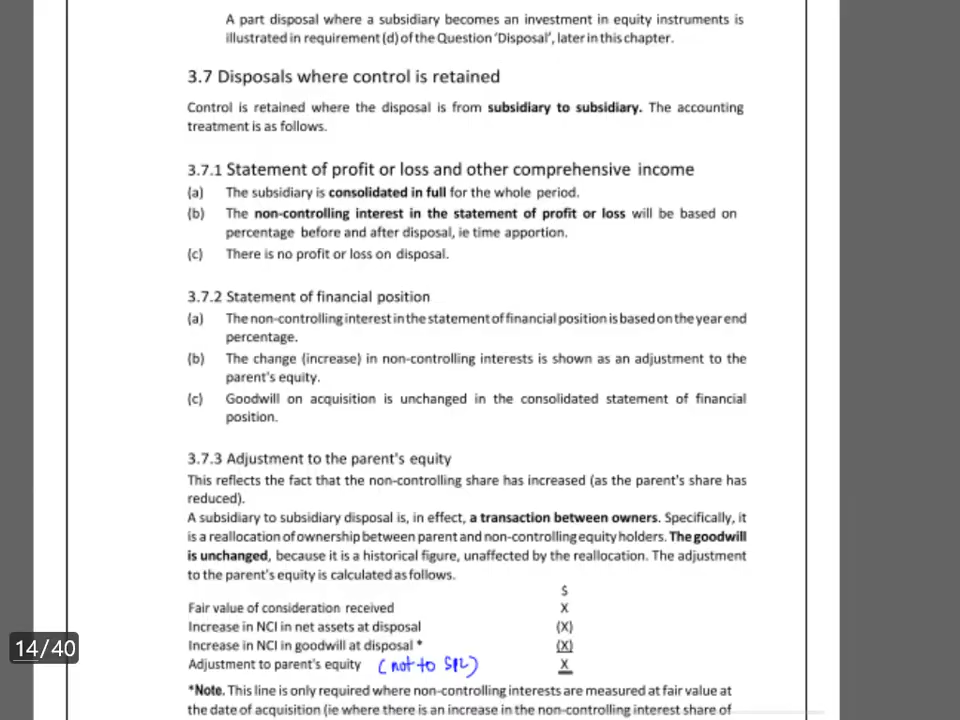 A part disposal where a subsidiary becomes an investment in equity instruments is
illustrated in requirement (d) of the Question 'Disposal', later in this chapter.
3.7 Disposals where control is retained
Control is retained where the disposal is from subsidiary to subsidiary. The accounting
treatment is as follows.
3.7.1 Statement of profit or loss and other comprehensive income
(a) The subsidiary is consolidated in full for the whole period.
(b) The non-controlling interest in the statement of profit or loss will be based on
percentage before and after disposal, ie time apportion.
(c) There is no profit or loss on disposal.
3.7.2 Statement of financial position
(a) The non-controlling interest in the statement of financial position is based on the year end
percentage.
(b) The change (increase) in non-controlling interests is shown as an adjustment to the
parent's equity.
(c) Goodwill on acquisition is unchanged in the consolidated statement of financial
position.
3.7.3 Adjustment to the parent's equity
This reflects the fact that the non-controlling share has increased (as the parent's share has
reduced).
A subsidiary to subsidiary disposal is, in effect, a transaction between owners. Specifically, it
is a reallocation of ownership between parent and non-controlling equity holders. The goodwill
is unchanged, because it is a historical figure, unaffected by the reallocation. The adjustment
to the parent's equity is calculated as follows.
$
Fair value of consideration received X
Increase in NCI in net assets at disposal (X)
Increase in NCI in goodwill at disposal * (X)
Adjustment to parent's equity (not to SPL) X
14/40
*Note. This line is only required where non-controlling interests are measured at fair value at
the date of acquisition (ie where there is an increase in the non-controlling interest share of